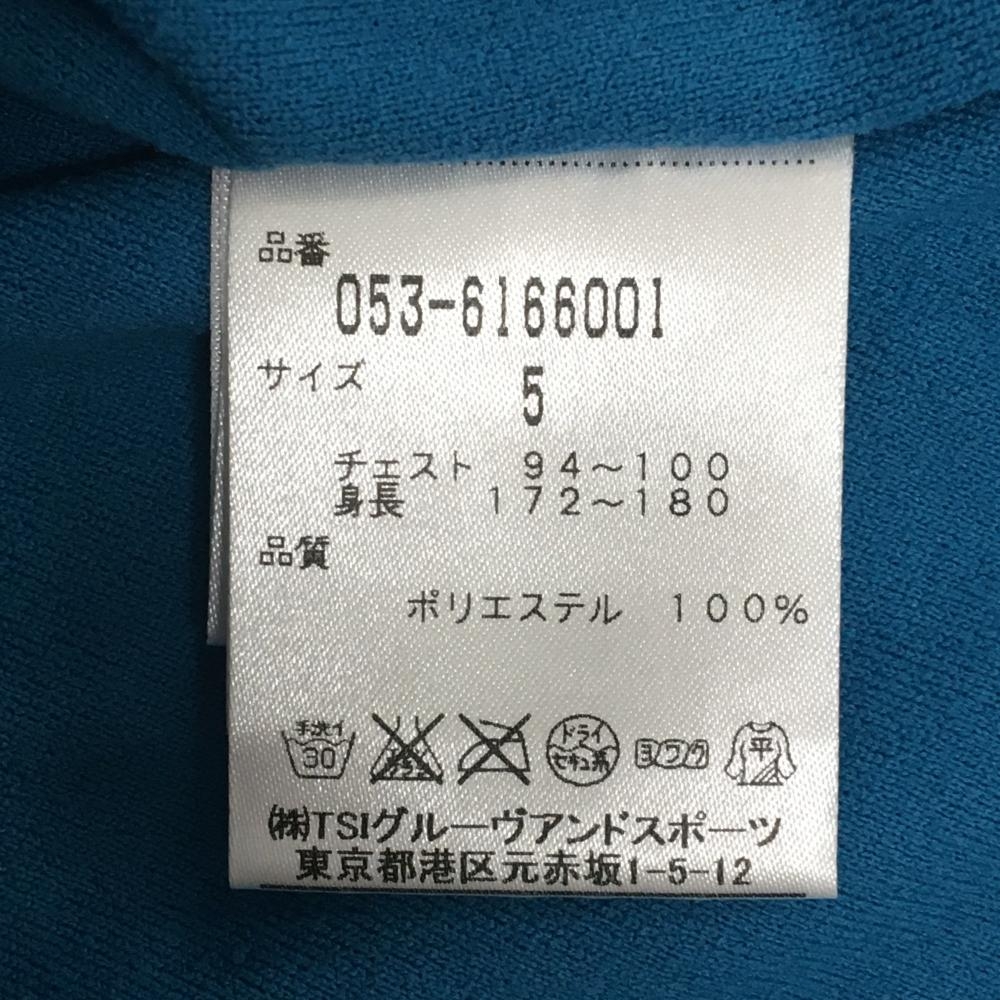 品番
053-6166001
サイズ 5
チェスト 94~100
身長 172~180
品質
ポリエステル 100%
手洗イ 30 ドライ セキユ系 ヨワク 平
(株)TSIグルーヴアンドスポーツ
東京都港区元赤坂1-5-12